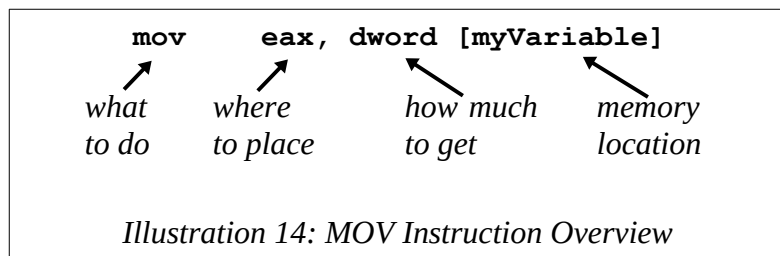 mov eax, dword [myVariable]
what where how much memory
to do to place to get location
Illustration 14: MOV Instruction Overview